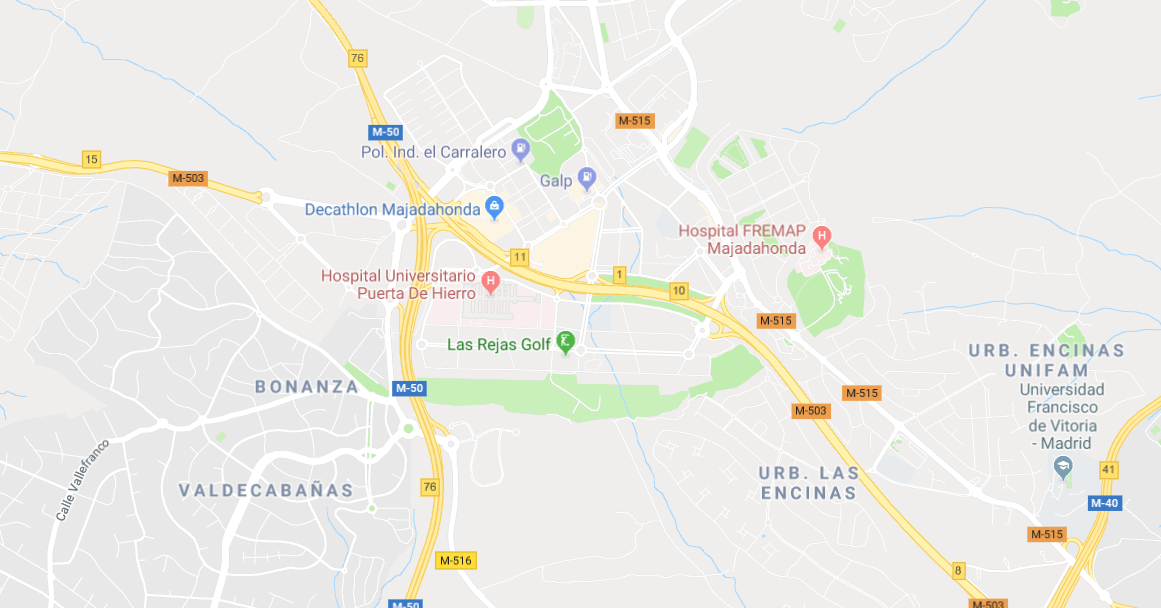 76
M-515
M-50
Pol. Ind. el Carralero
15
M-503
Galp
Decathlon Majadahonda
Hospital FREMAP
Majadahonda
11
Hospital Universitario
Puerta De Hierro
1
10
M-515
Las Rejas Golf
URB. ENCINAS
UNIFAM
BONANZA
M-50
M-515
Universidad
Francisco
de Vitoria
- Madrid
M-503
Calle Vallefranco
URB. LAS
ENCINAS
41
VALDECABAÑAS
76
M-40
M-515
M-516
8
M-50
M-503